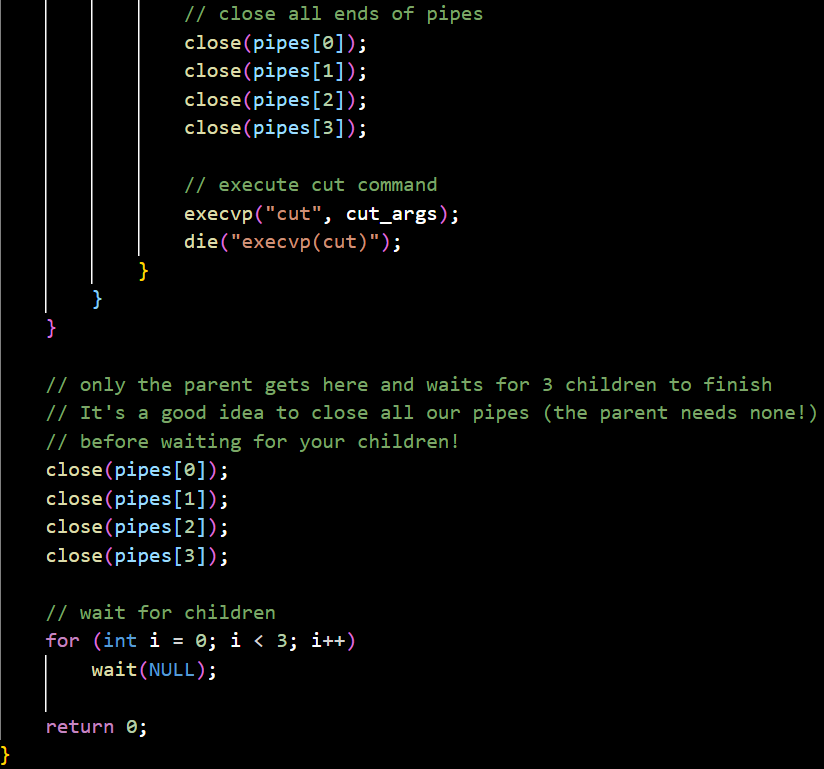 // close all ends of pipes
close(pipes[0]);
close(pipes[1]);
close(pipes[2]);
close(pipes[3]);
// execute cut command
execvp("cut", cut_args);
die("execvp(cut)");
}
}
}
// only the parent gets here and waits for 3 children to finish
// It's a good idea to close all our pipes (the parent needs none!)
// before waiting for your children!
close(pipes[0]);
close(pipes[1]);
close(pipes[2]);
close(pipes[3]);
// wait for children
for (int i = 0; i < 3; i++)
wait(NULL);
return 0;
}